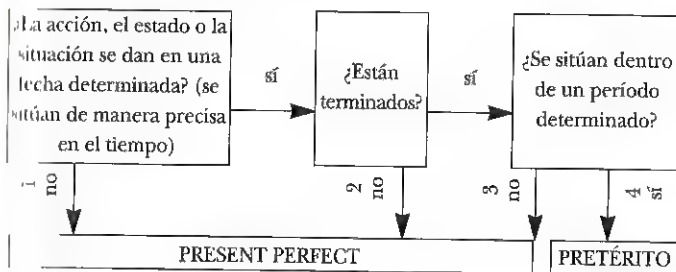 ¿La acción, el estado o la
situación se dan en una
fecha determinada? (se
sitúan de manera precisa
en el tiempo)
sí
¿Están
terminados?
sí
¿Se sitúan dentro
de un período
determinado?
1
no
2
no
3
no
4
sí
PRESENT PERFECT
PRETÉRITO